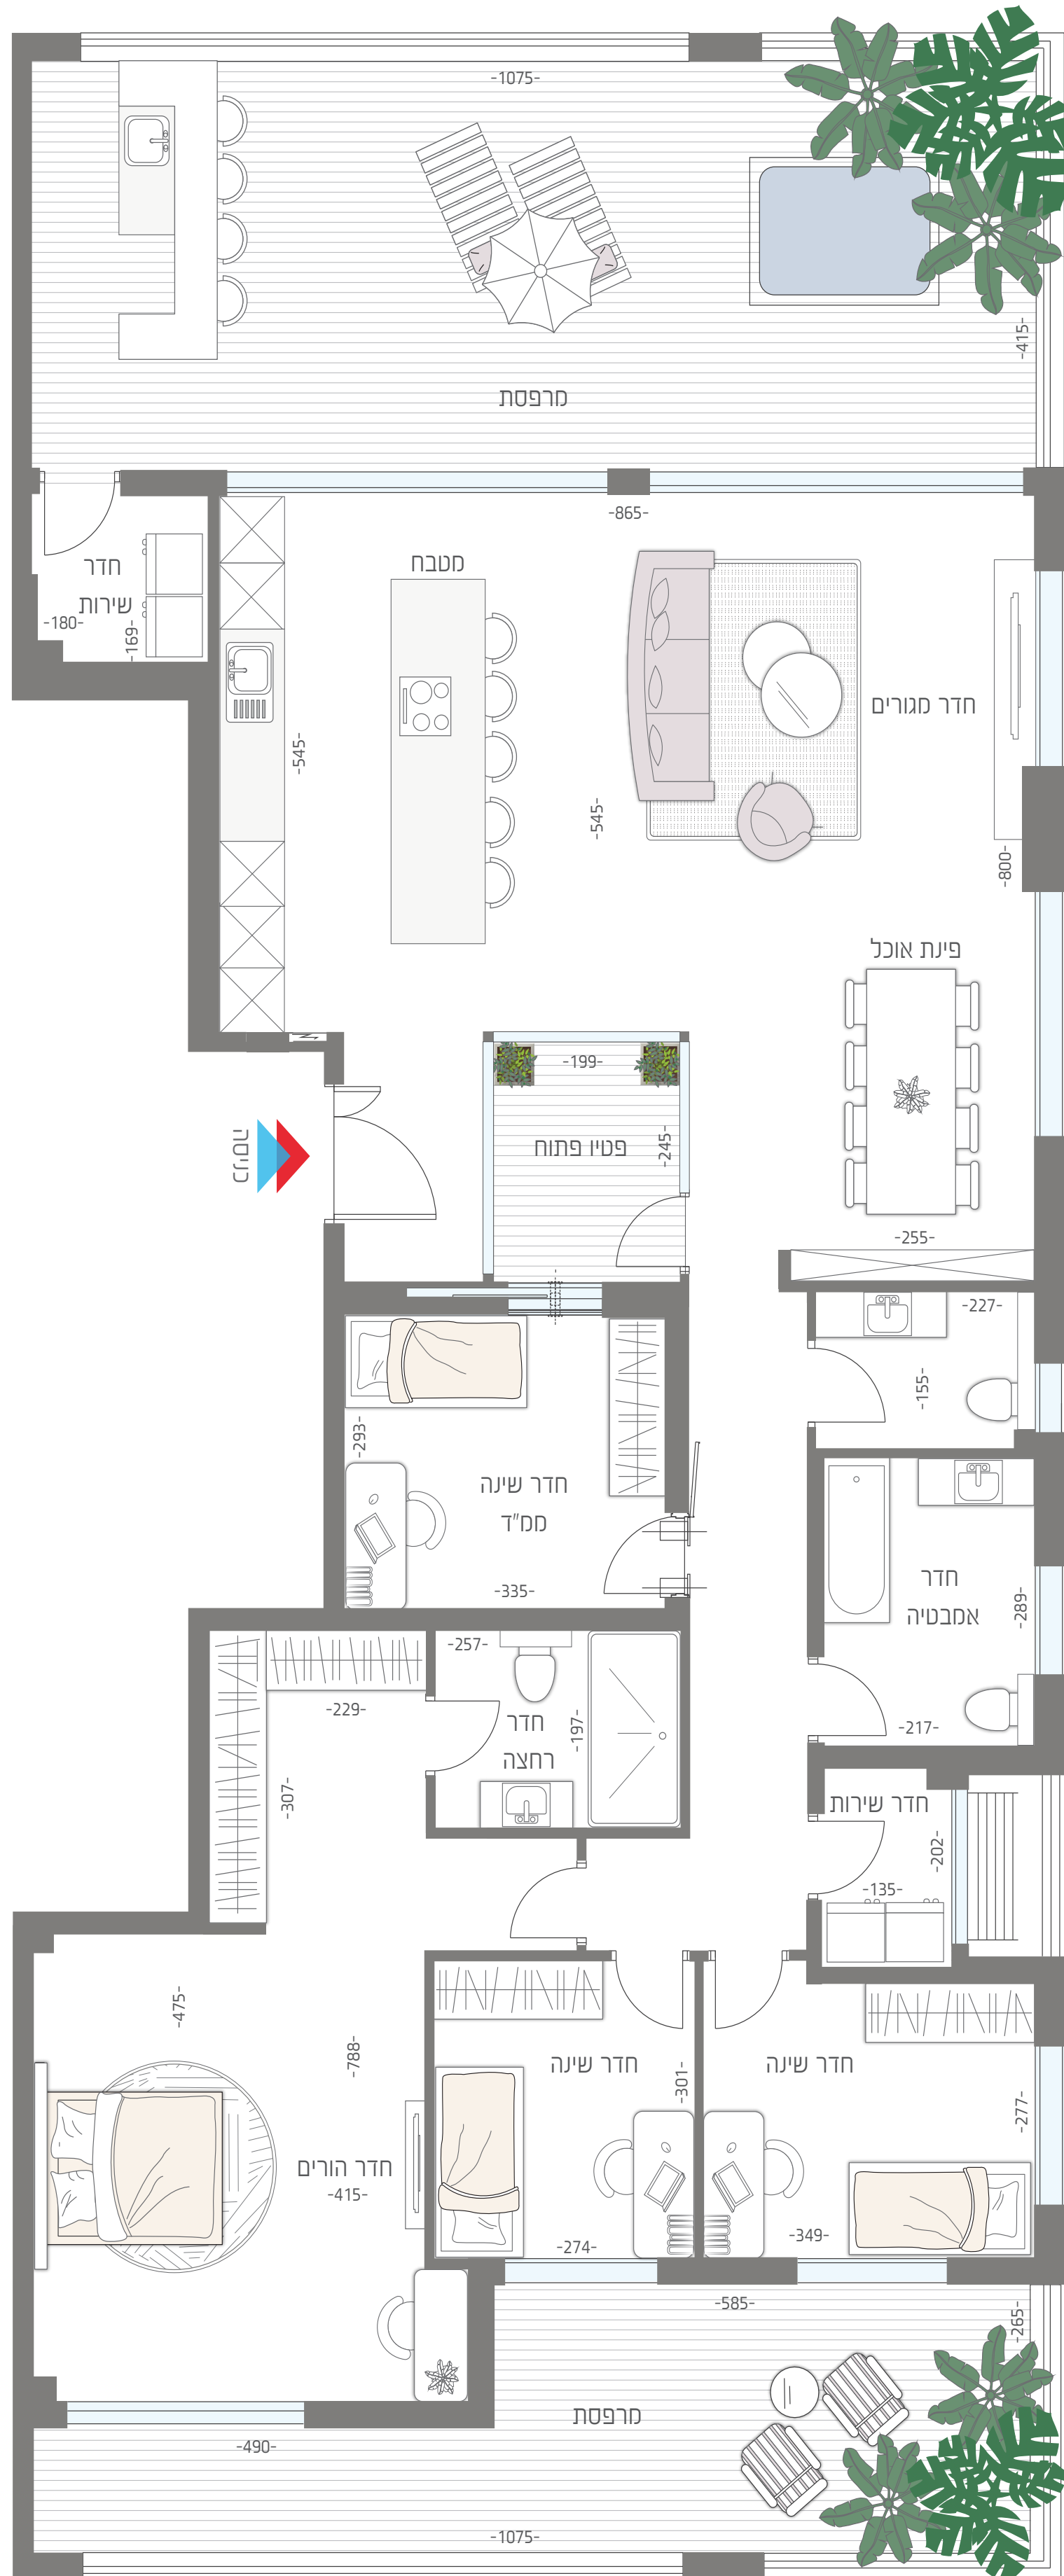 -1075-
-415-
מרפסת
-865-
חדר
שירות
-180-
-169-
מטבח
-545-
-545-
חדר מגורים
-800-
פינת אוכל
-199-
פטיו פתוח
-245-
כניסה
-255-
-227-
-155-
-293-
חדר שינה
ממ"ד
-335-
חדר
אמבטיה
-289-
-217-
-257-
-229-
חדר
רחצה
-197-
-307-
חדר שירות
-202-
-135-
-475-
-788-
חדר הורים
-415-
חדר שינה
-301-
-274-
חדר שינה
-277-
-349-
-585-
-265-
מרפסת
-490-
-1075-